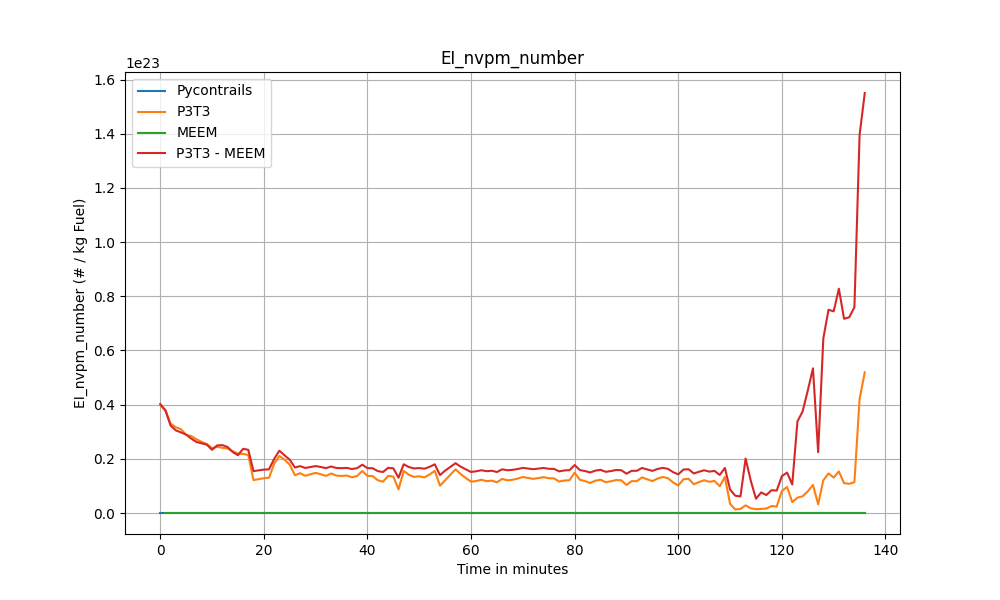 EI_nvpm_number
1e23
Pycontrails
P3T3
MEEM
P3T3 - MEEM
EI_nvpm_number (# / kg Fuel)
1.6
1.4
1.2
1.0
0.8
0.6
0.4
0.2
0.0
0 20 40 60 80 100 120 140
Time in minutes